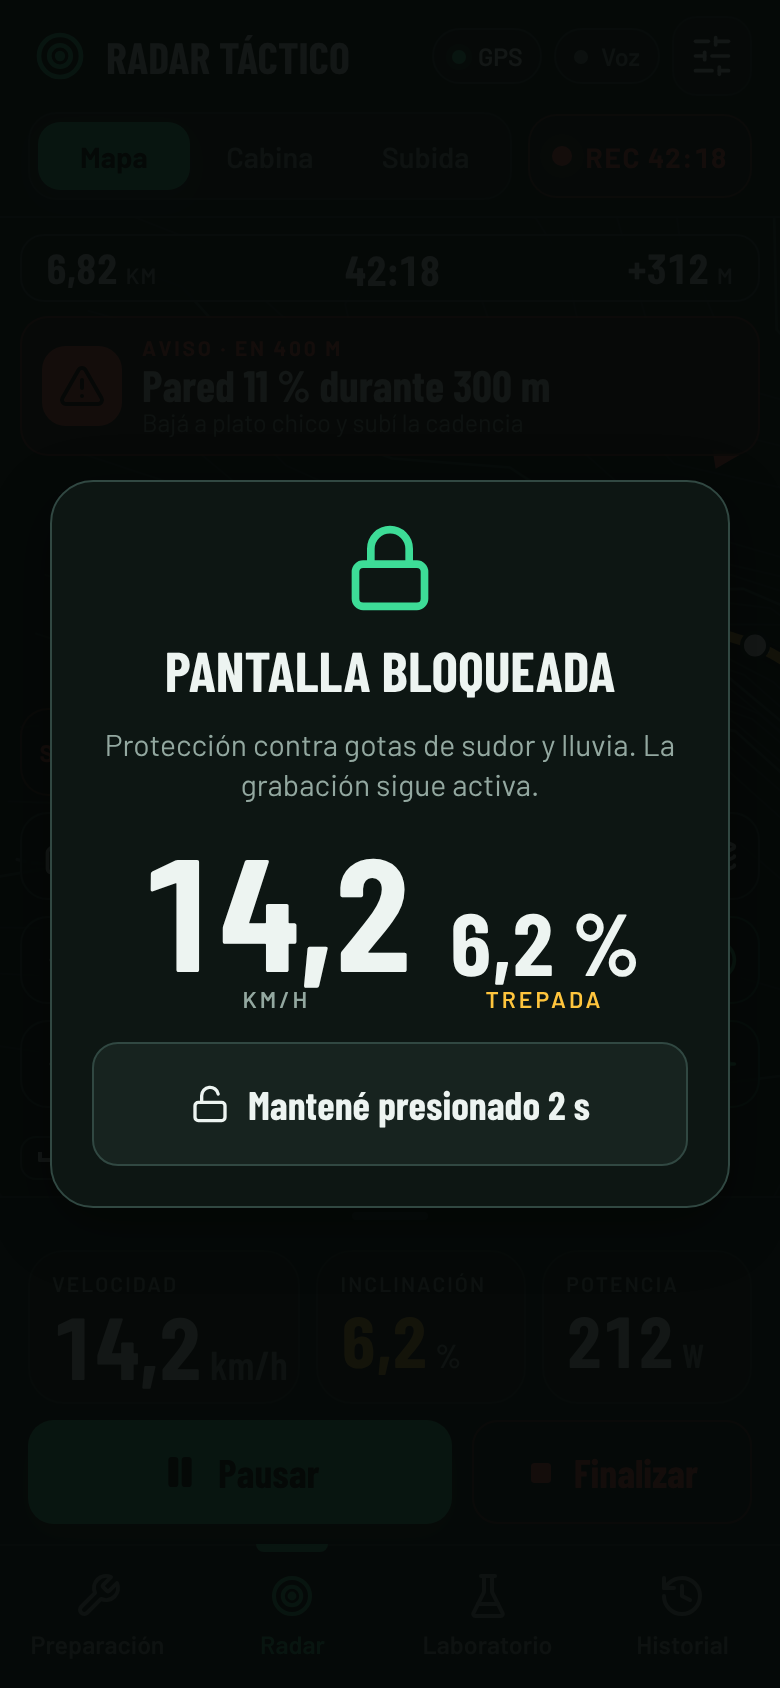 RADAR TÁCTICO
GPS
Voz
Mapa
Cabina
Subida
REC 42:18
6,82 KM
42:18
+312 M
AVISO · EN 400 M
Pared 11 % durante 300 m
Baja a plato chico y subí la cadencia
PANTALLA BLOQUEADA
Protección contra gotas de sudor y lluvia. La
grabación sigue activa.
14,2
6,2 %
KM/H
TREPADA
Mantené presionado 2 s
VELOCIDAD
INCLINACIÓN
POTENCIA
14,2 km/h
6,2 %
212 W
Pausar
Finalizar
Preparación
Radar
Laboratorio
Historial